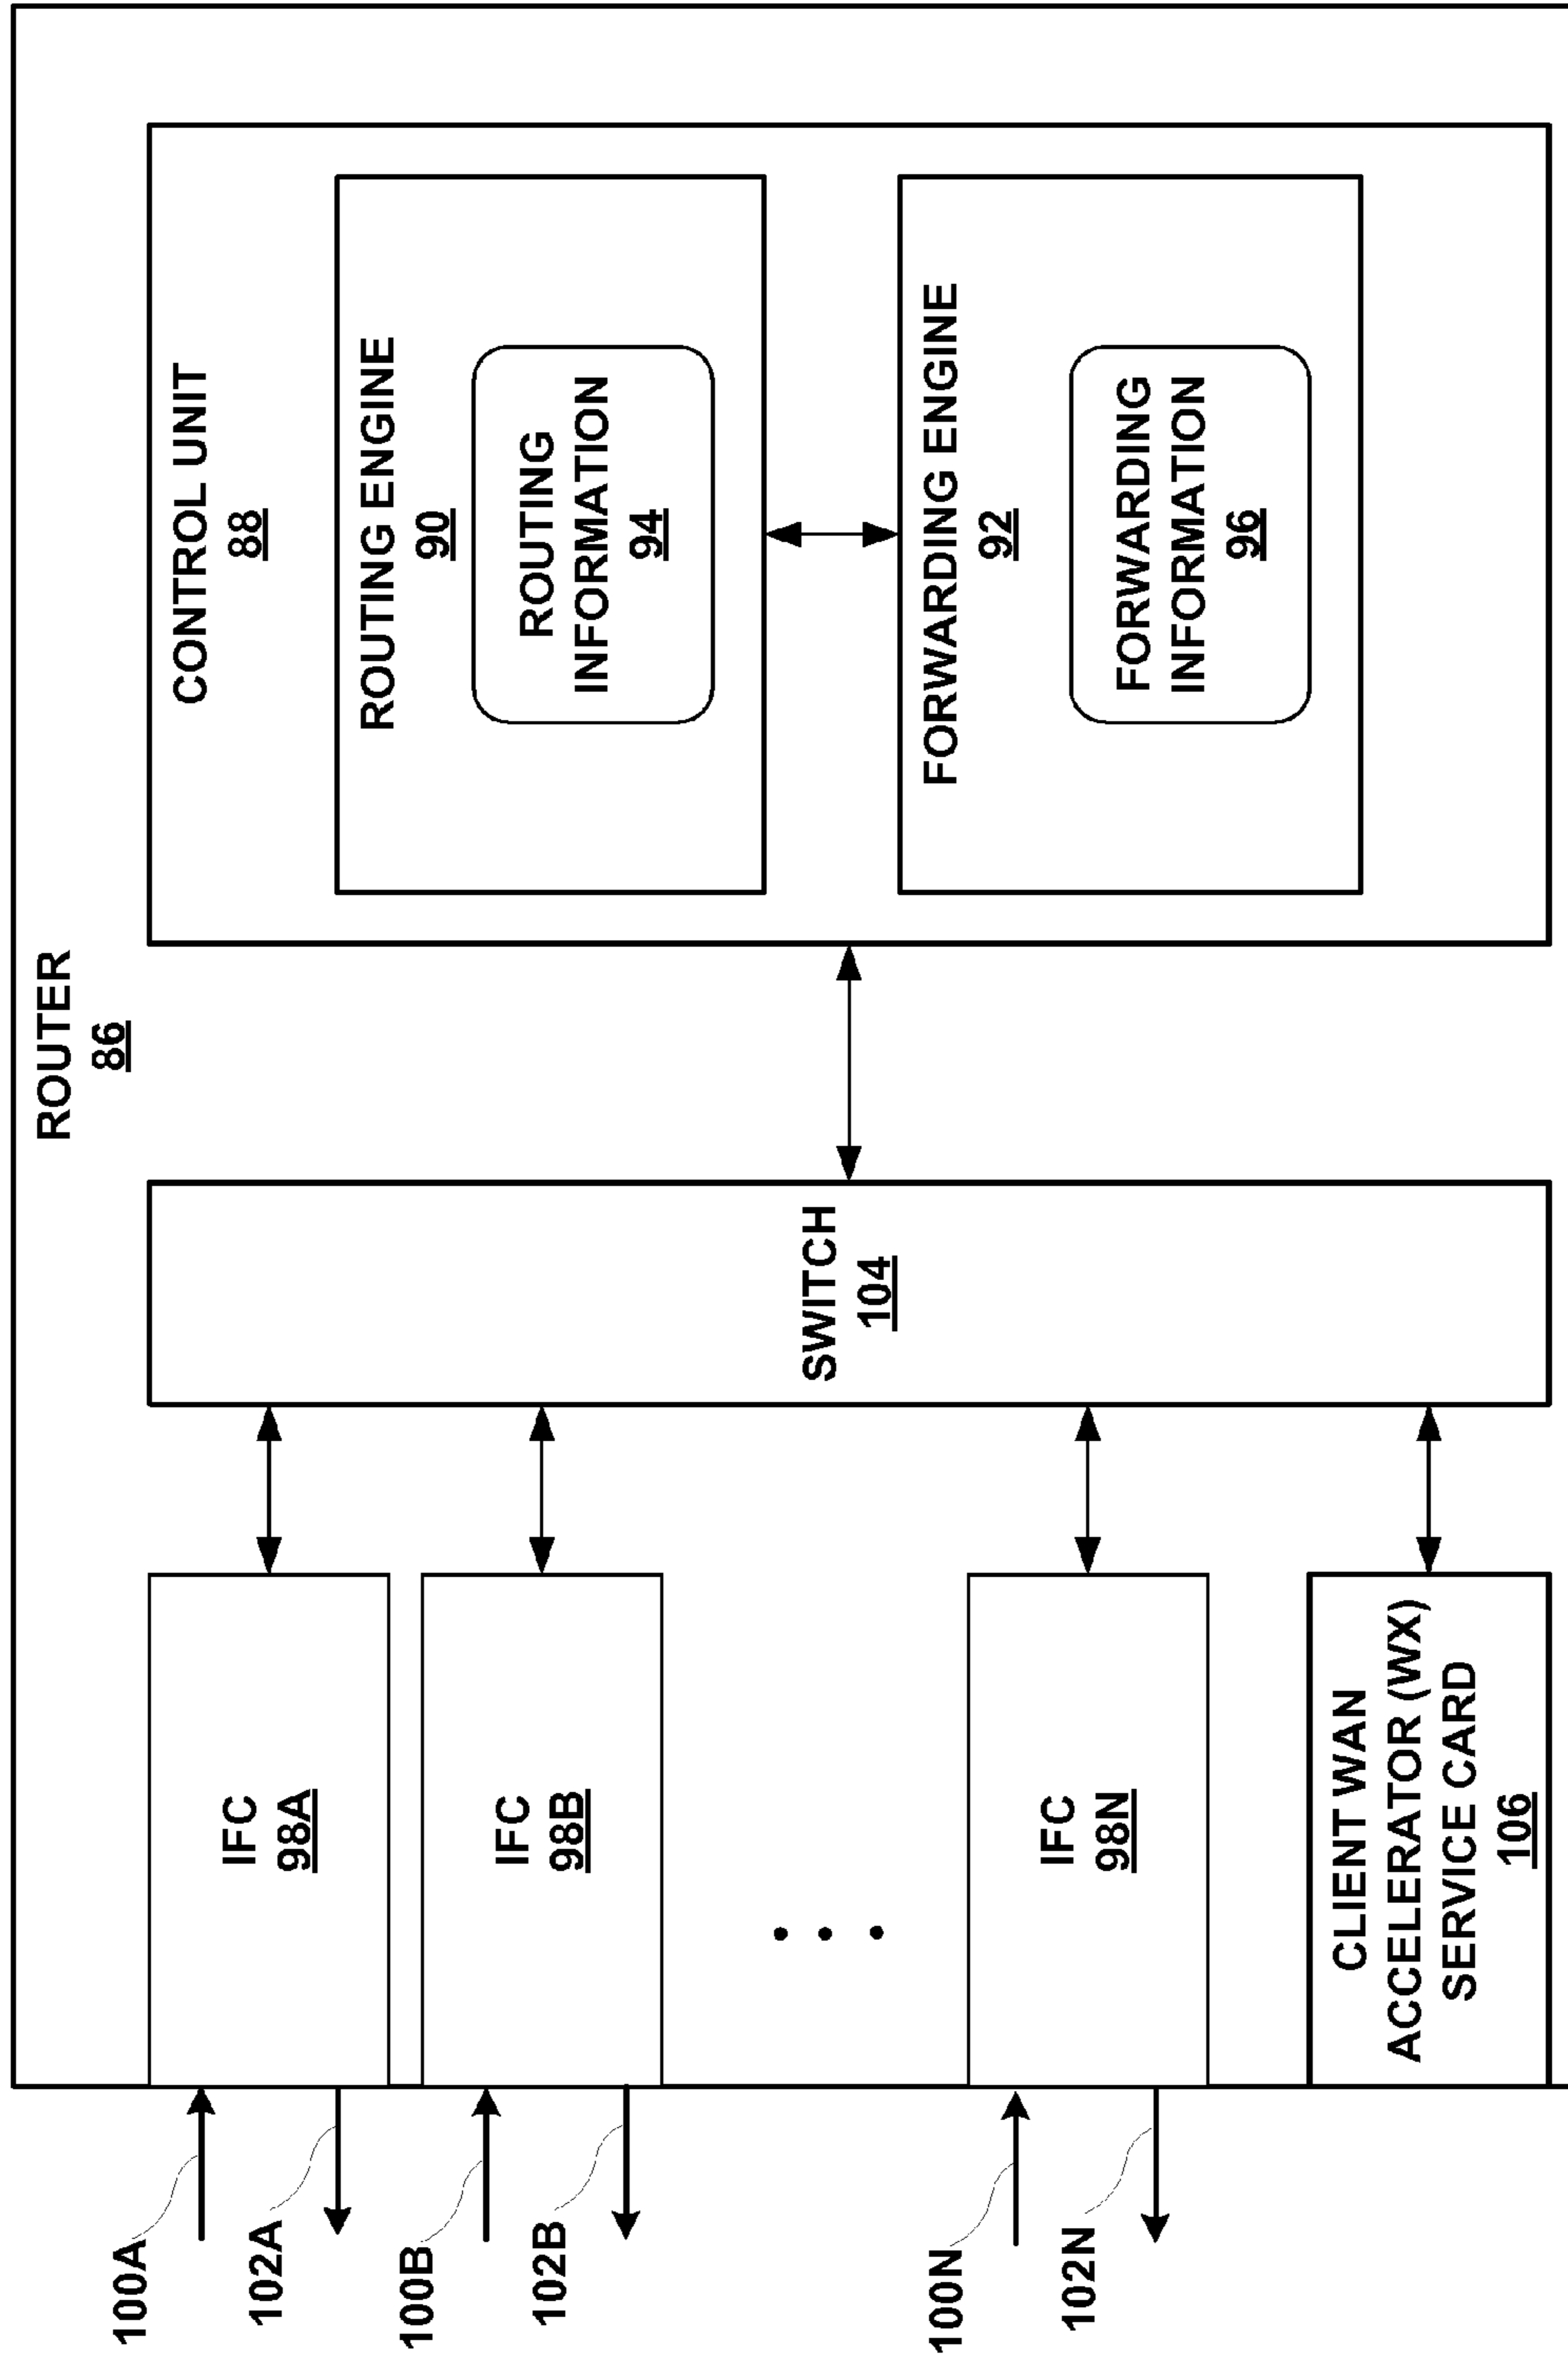 ROUTER
86
100A
102A
100B
102B
100N
102N
IFC
98A
IFC
98B
IFC
98N
CLIENT WAN
ACCELERATOR (WX)
SERVICE CARD
106
SWITCH
104
CONTROL UNIT
88
ROUTING ENGINE
90
ROUTING
INFORMATION
94
FORWARDING ENGINE
92
FORWARDING
INFORMATION
96